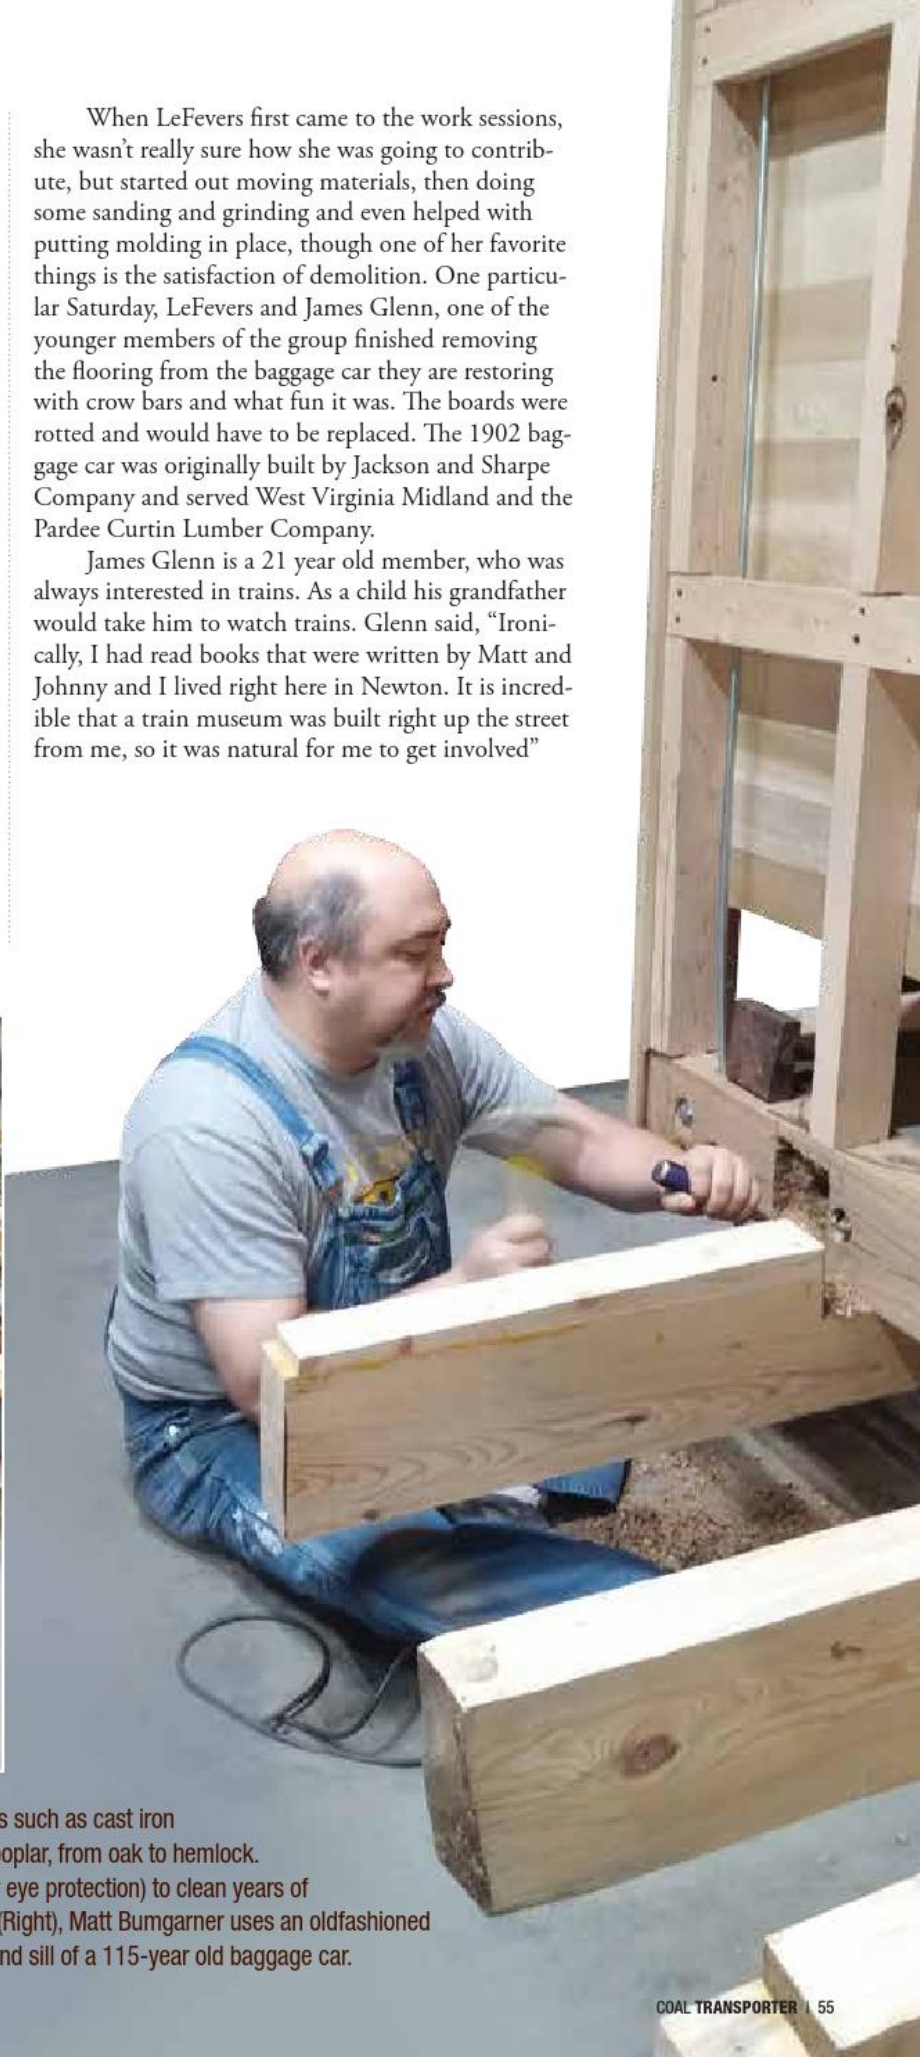 When LeFevers first came to the work sessions,
she wasn't really sure how she was going to contrib-
ute, but started out moving materials, then doing
some sanding and grinding and even helped with
putting molding in place, though one of her favorite
things is the satisfaction of demolition. One particu-
lar Saturday, LeFevers and James Glenn, one of the
younger members of the group finished removing
the flooring from the baggage car they are restoring
with crow bars and what fun it was. The boards were
rotted and would have to be replaced. The 1902 bag-
gage car was originally built by Jackson and Sharpe
Company and served West Virginia Midland and the
Pardee Curtin Lumber Company.
James Glenn is a 21 year old member, who was
always interested in trains. As a child his grandfather
would take him to watch trains. Glenn said, “Ironi-
cally, I had read books that were written by Matt and
Johnny and I lived right here in Newton. It is incred-
ible that a train museum was built right up the street
from me, so it was natural for me to get involved”
s such as cast iron
oplar, from oak to hemlock.
eye protection) to clean years of
(Right), Matt Bumgarner uses an oldfashioned
nd sill of a 115-year old baggage car.
COAL TRANSPORTER | 55